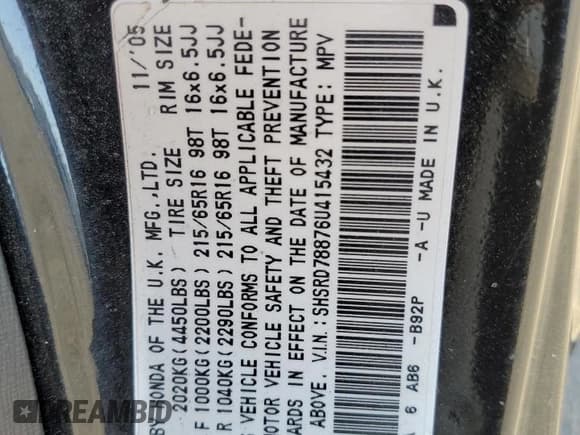 BY HONDA OF THE U.K. MFG.,LTD. 11/'05
2020KG(4450LBS) TIRE SIZE RIM SIZE
F 1000KG(2200LBS) 215/65R16 98T 16x6.5JJ
R 1040KG(2290LBS) 215/65R16 98T 16x6.5JJ
VEHICLE CONFORMS TO ALL APPLICABLE FEDE-
MOTOR VEHICLE SAFETY AND THEFT PREVENTION
ARDS IN EFFECT ON THE DATE OF MANUFACTURE
ABOVE. V.I.N.:SHSRD78876U415432 TYPE: MPV
6 AB6 -B92P -A -U MADE IN U.K.
DREAMBID